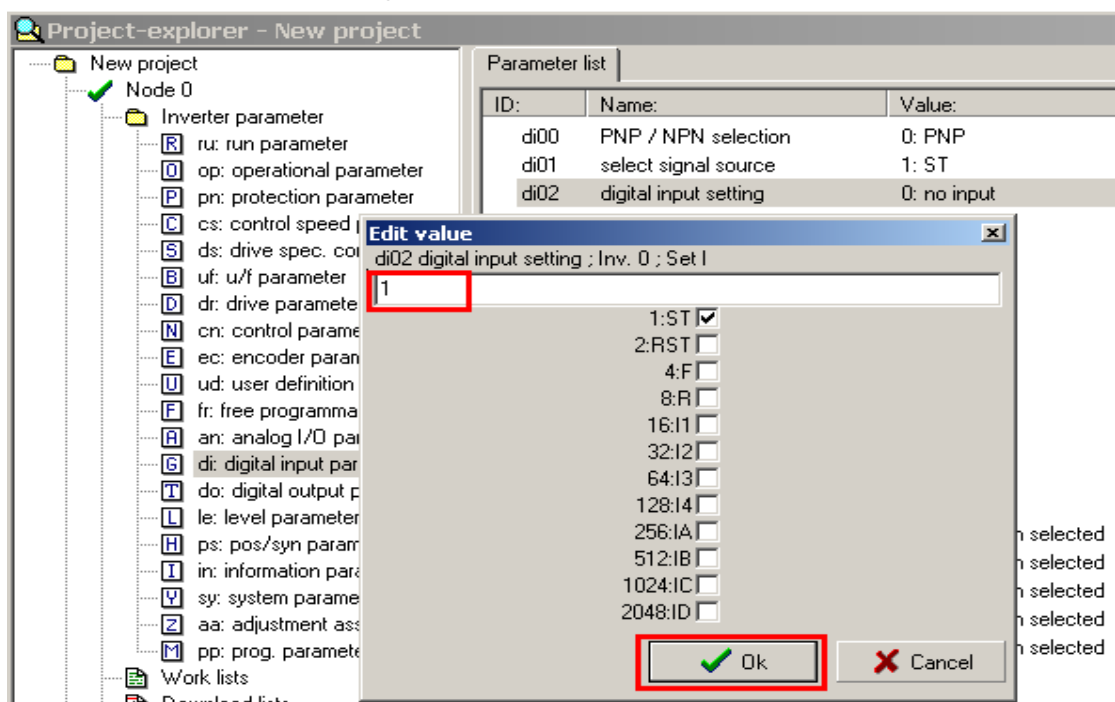 Project-explorer - New project
New project
Node 0
Inverter parameter
R ru: run parameter
O op: operational parameter
P pn: protection parameter
C cs: control speed
S ds: drive spec.
B uf: u/f parameter
D dr: drive paramete
N cn: control parame
E ec: encoder param
U ud: user definition
F fr: free programma
A an: analog I/O par
G di: digital input par
T do: digital output p
L le: level parameter
H ps: pos/syn param
I in: information para
Y sy: system parame
Z aa: adjustment ass
M pp: prog. paramete
Work lists
Download lists
Parameter list
ID: Name: Value:
di00 PNP / NPN selection 0: PNP
di01 select signal source 1: ST
di02 digital input setting 0: no input
Edit value
di02 digital input setting ; Inv. 0 ; Set I
1
1:ST
2:RST
4:F
8:R
16:I1
32:I2
64:I3
128:I4
256:IA
512:IB
1024:IC
2048:ID
Ok Cancel
n selected
n selected
n selected
n selected
n selected